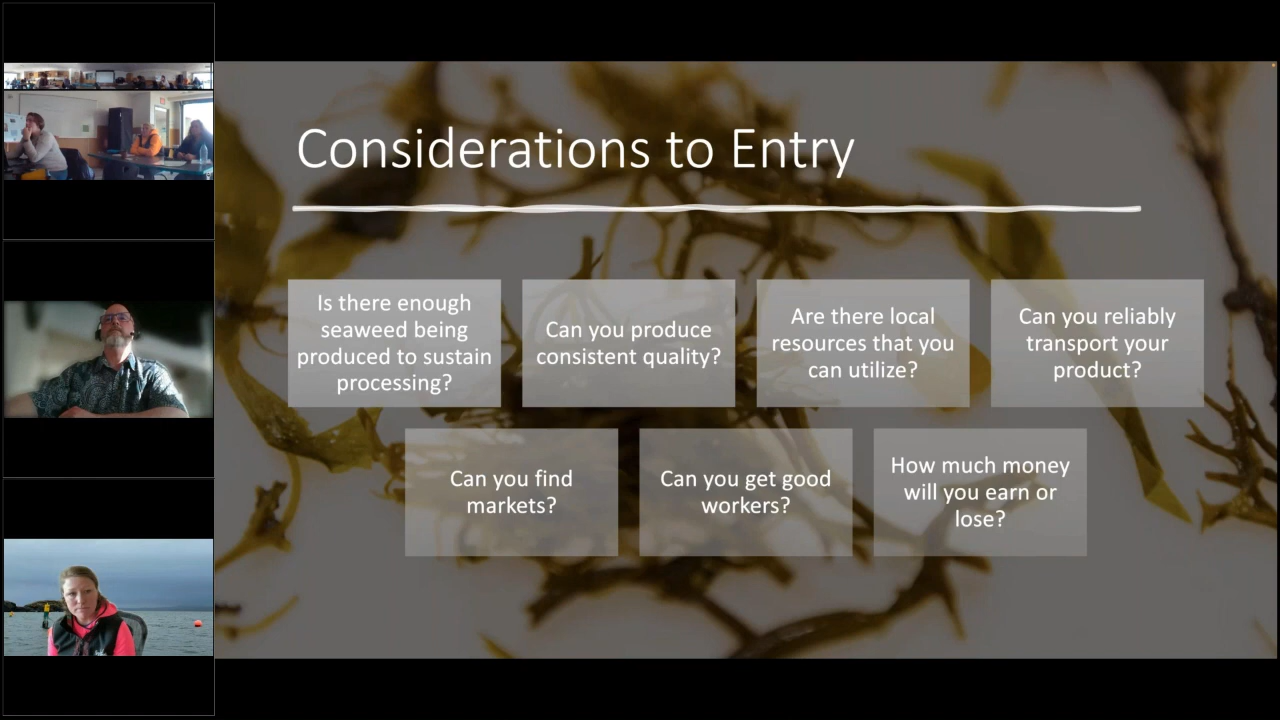 Considerations to Entry
Is there enough
seaweed being
produced to sustain
processing?
Can you produce
consistent quality?
Are there local
resources that you
can utilize?
Can you reliably
transport your
product?
Can you find
markets?
Can you get good
workers?
How much money
will you earn or
lose?